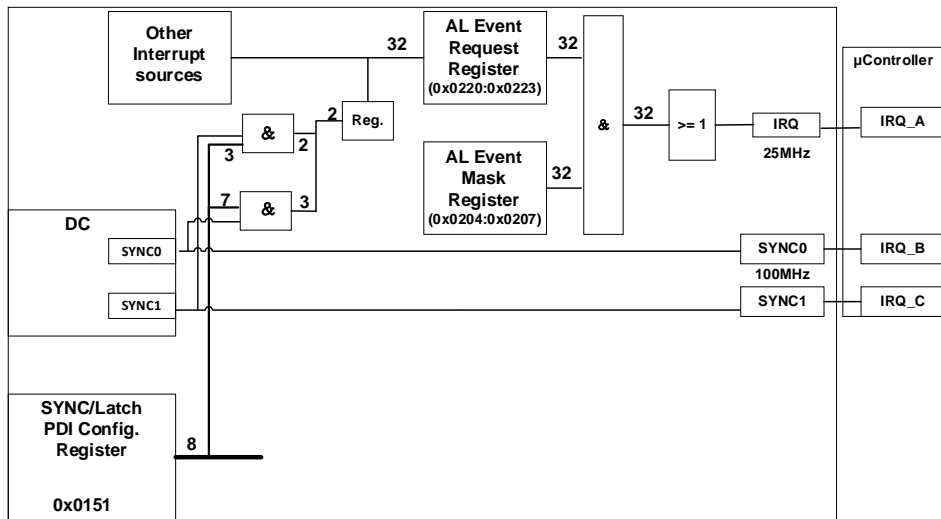 Other
Interrupt
sources
32
AL Event
Request
Register
(0x0220:0x0223)
32
µController
2
Reg.
&
3
2
&
32
>= 1
IRQ
25MHz
IRQ_A
AL Event
Mask
Register
(0x0204:0x0207)
32
7
&
3
DC
SYNC0
SYNC0
100MHz
IRQ_B
SYNC1
SYNC1
IRQ_C
SYNC/Latch
PDI Config.
Register
8
0x0151